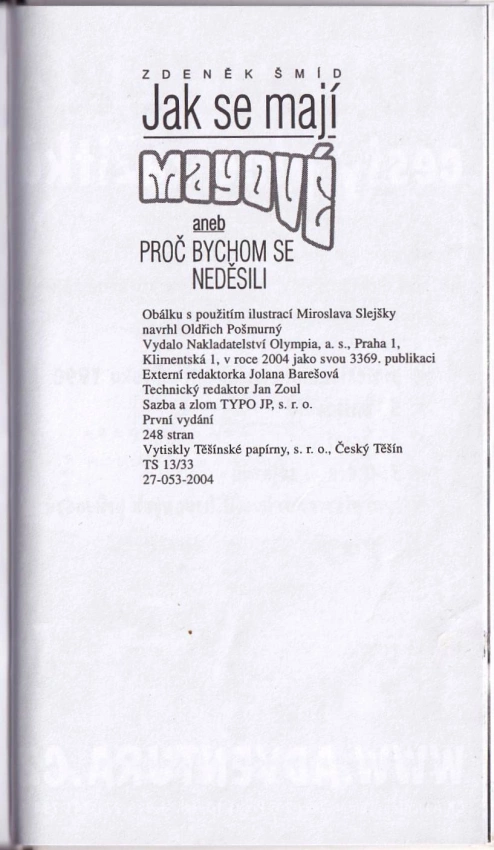 ZDENĚK ŠMÍD
Jak se mají
MAYOVÉ
aneb
PROČ BYCHOM SE
NEDĚSILI
Obálku s použitím ilustrací Miroslava Slejšky
navrhl Oldřich Pošmurný
Vydalo Nakladatelství Olympia, a. s., Praha 1,
Klimentská 1, v roce 2004 jako svou 3369. publikaci
Externí redaktorka Jolana Barešová
Technický redaktor Jan Zoul
Sazba a zlom TYPO JP, s. r. o.
První vydání
248 stran
Vytiskly Těšínské papírny, s. r. o., Český Těšín
TS 13/33
27-053-2004
WWW.ADVENTURA.C